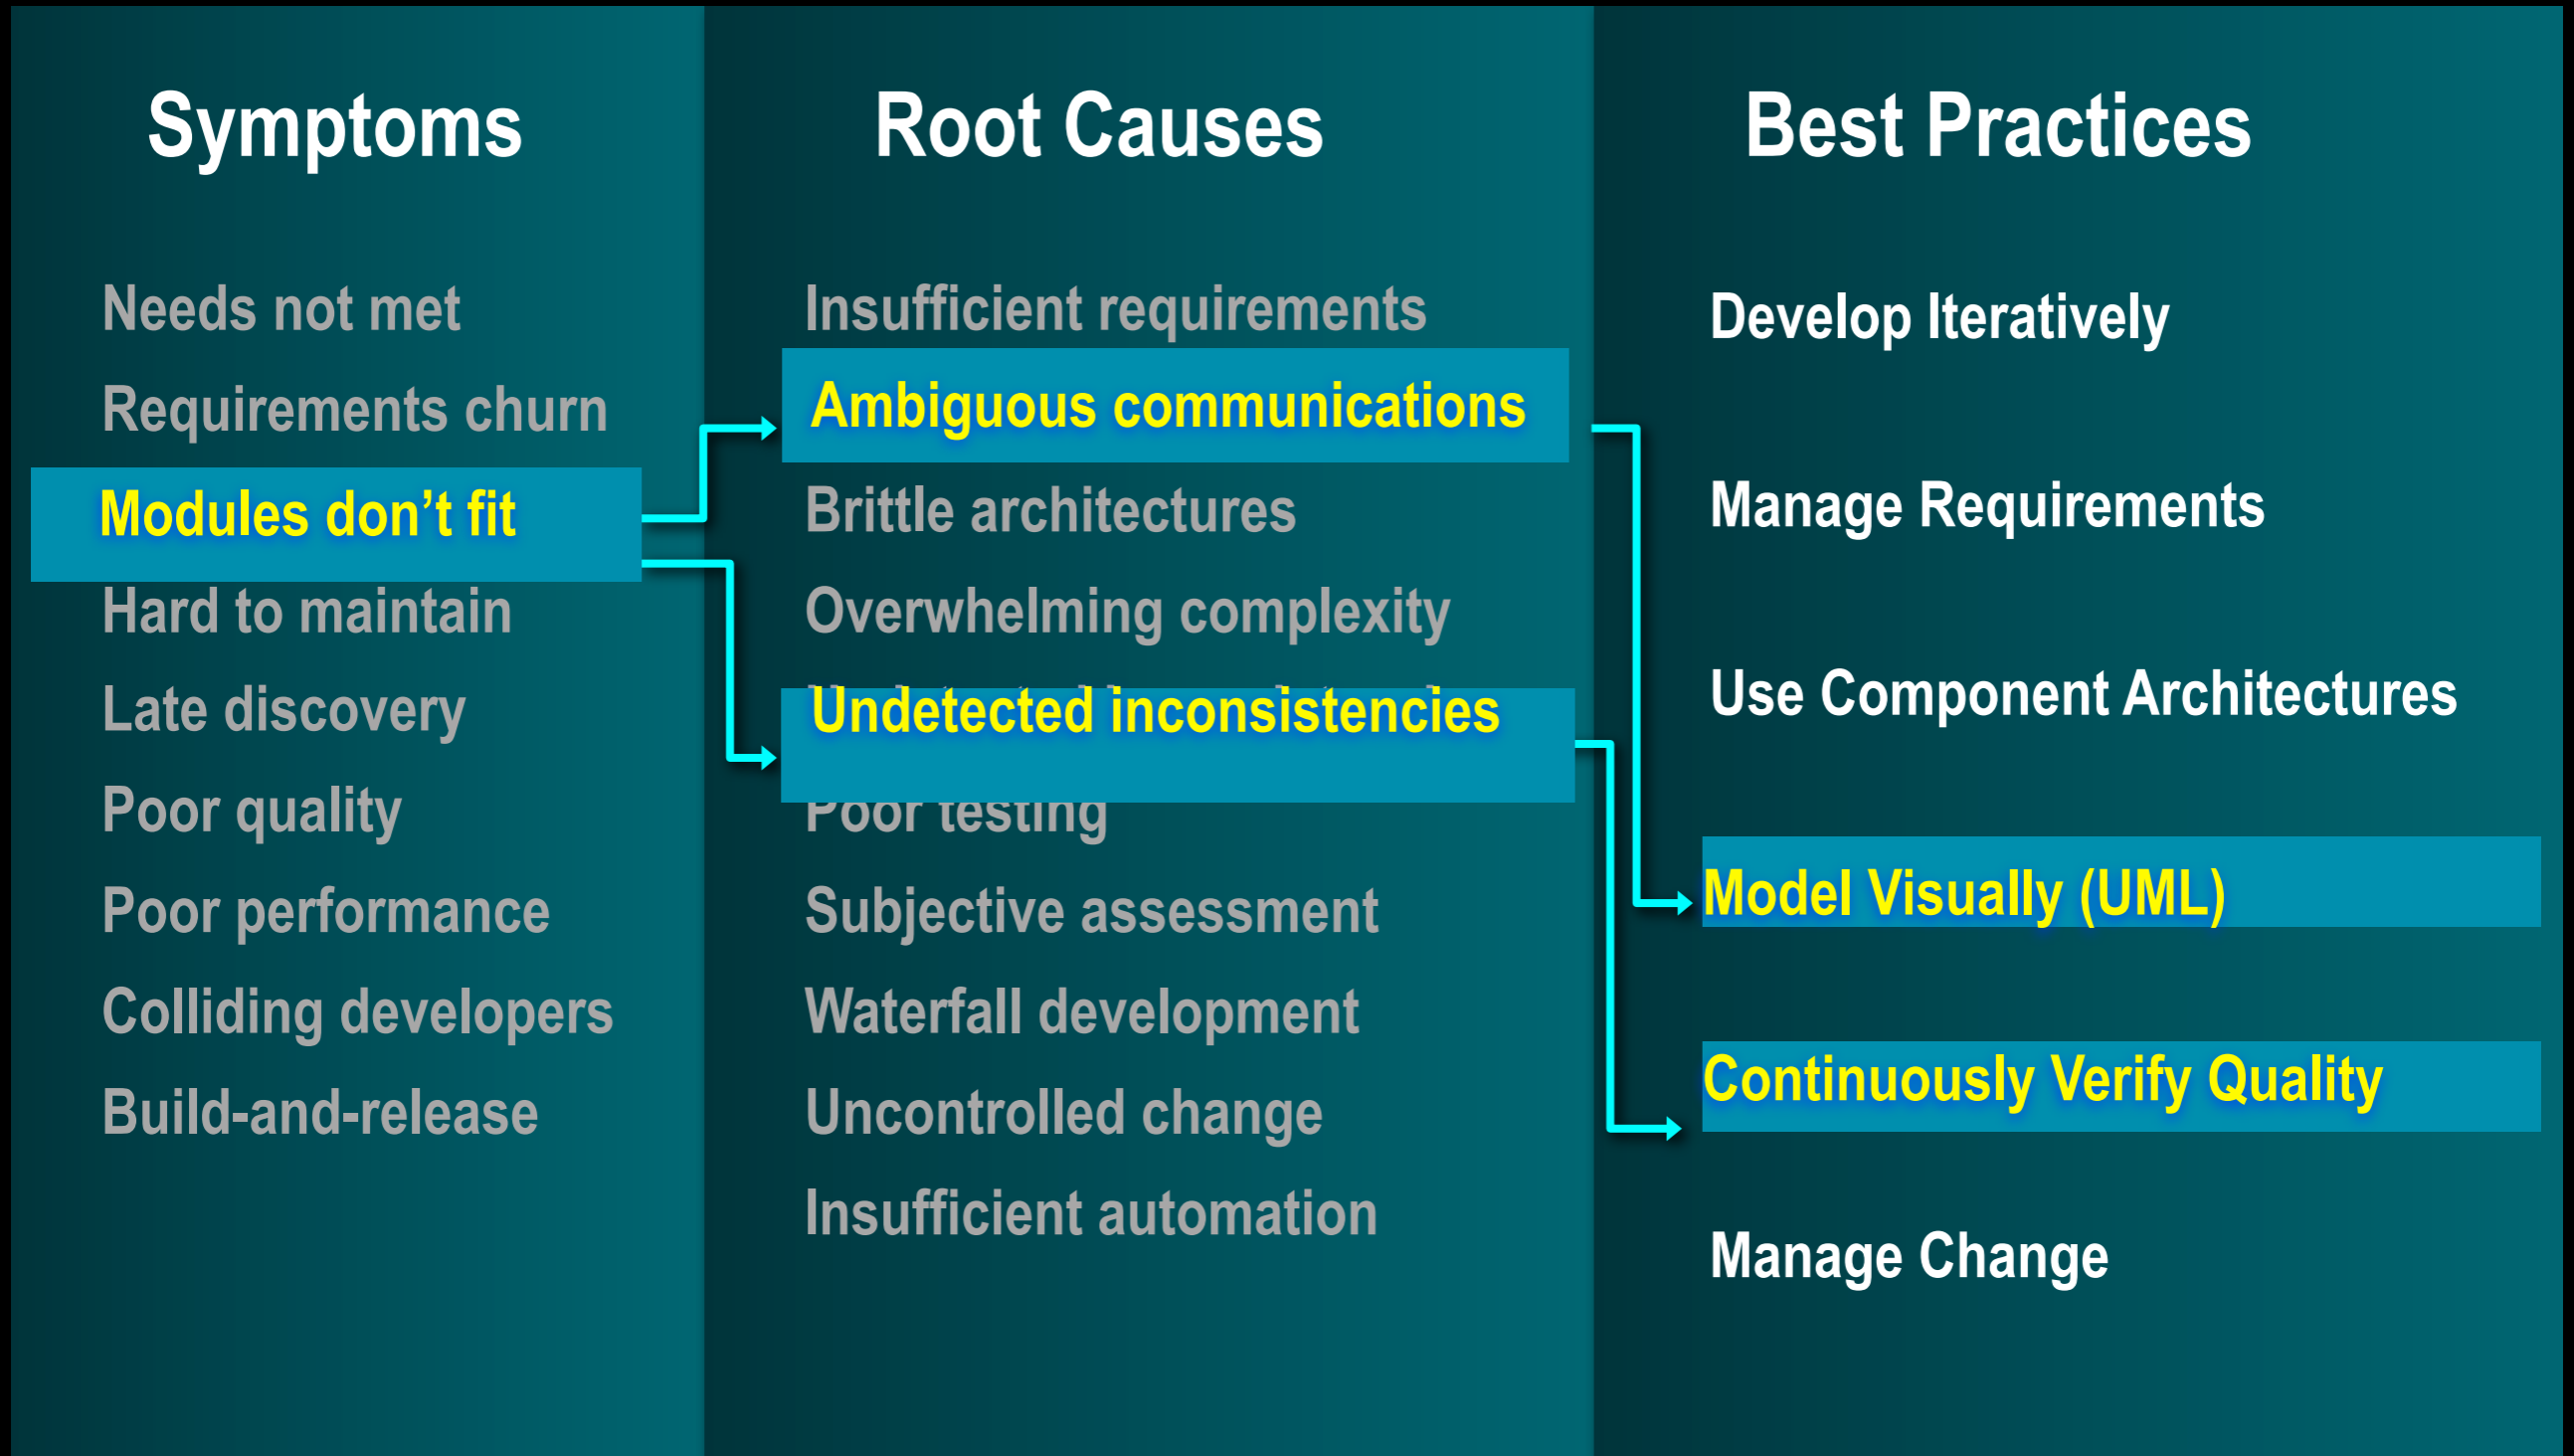 Symptoms
Needs not met
Requirements churn
Modules don’t fit
Hard to maintain
Late discovery
Poor quality
Poor performance
Colliding developers
Build-and-release
Root Causes
Insufficient requirements
Ambiguous communications
Brittle architectures
Overwhelming complexity
Undetected inconsistencies
Poor testing
Subjective assessment
Waterfall development
Uncontrolled change
Insufficient automation
Best Practices
Develop Iteratively
Manage Requirements
Use Component Architectures
Model Visually (UML)
Continuously Verify Quality
Manage Change